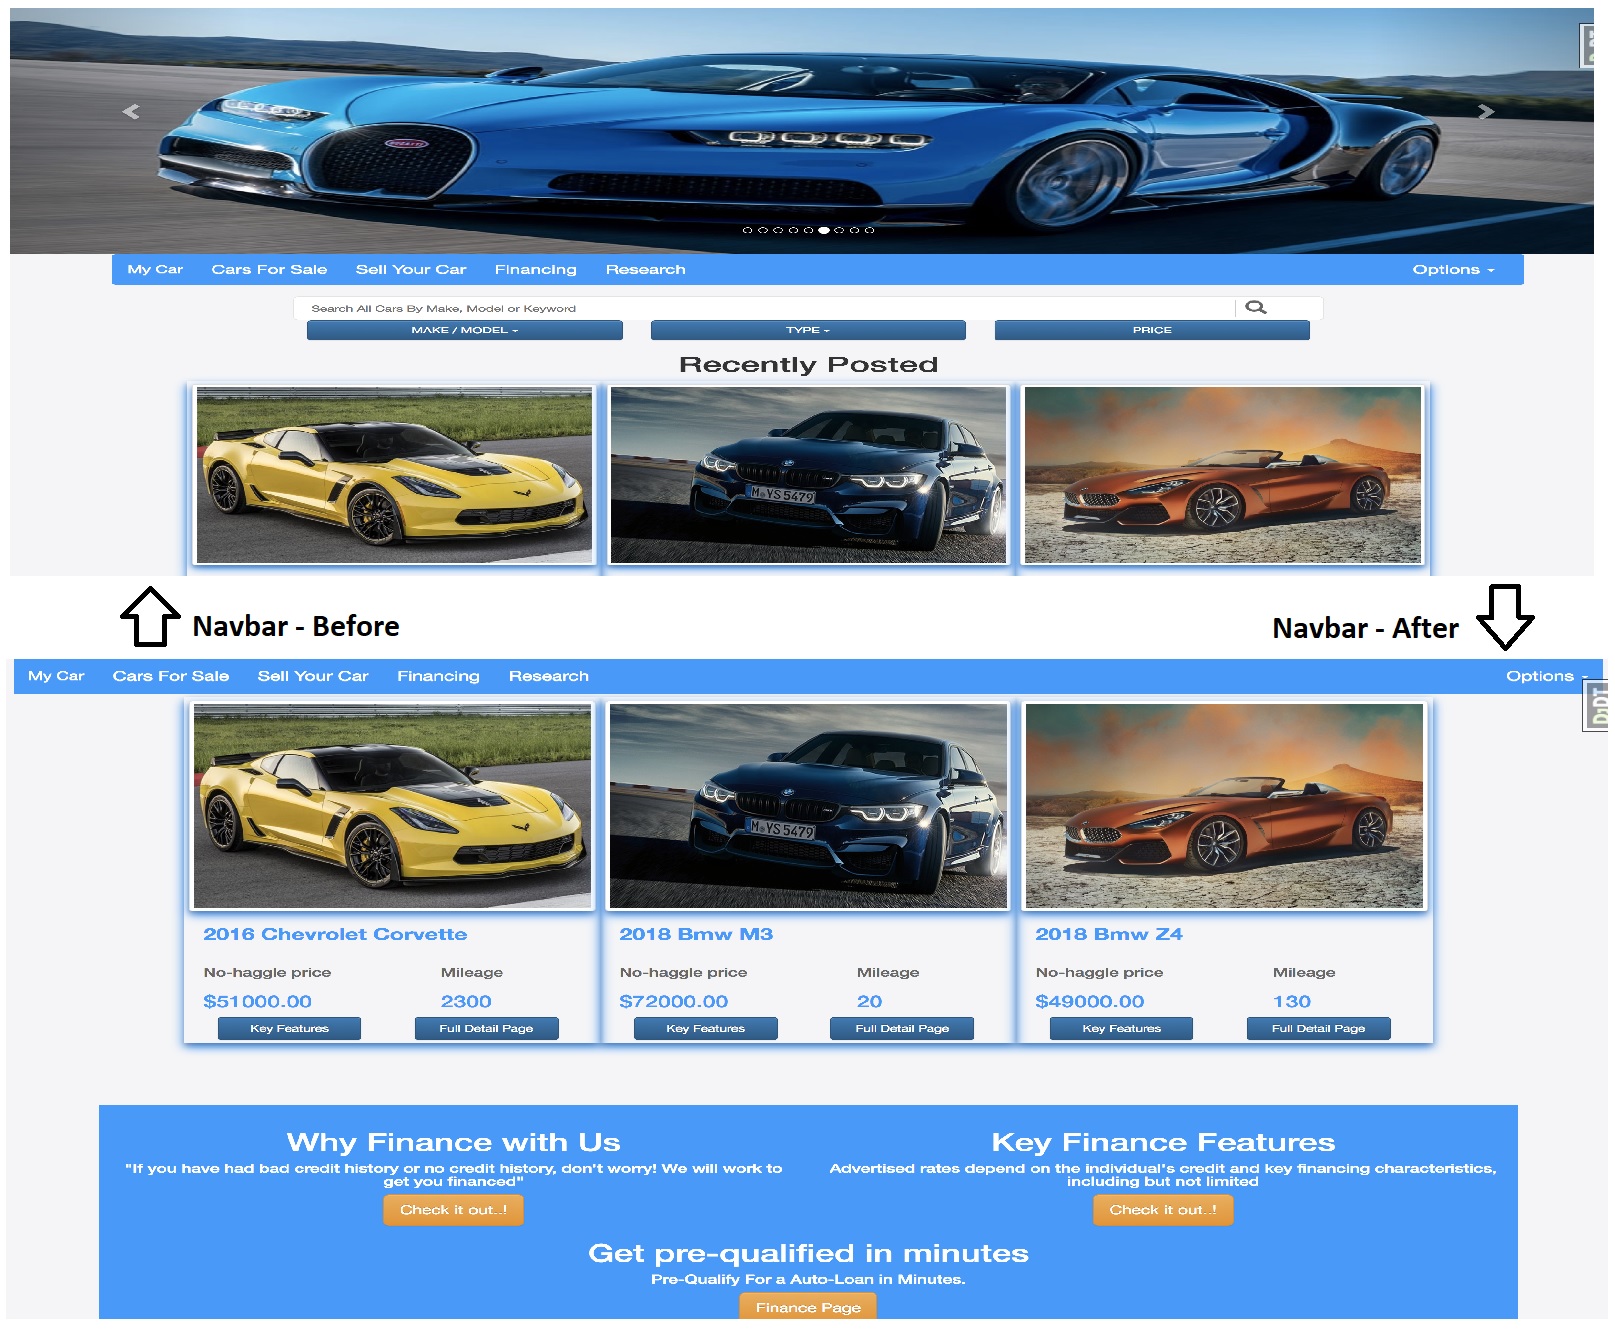 BUGATTI
My Car Cars For Sale Sell Your Car Financing Research Options
Search All Cars By Make, Model or Keyword
MAKE / MODEL TYPE PRICE
Recently Posted
M YS 5479
Navbar - Before
Navbar - After
My Car Cars For Sale Sell Your Car Financing Research Options
DjDT
M YS 5479
2016 Chevrolet Corvette 2018 Bmw M3 2018 Bmw Z4
No-haggle price Mileage No-haggle price Mileage No-haggle price Mileage
$51000.00 2300 $72000.00 20 $49000.00 130
Key Features Full Detail Page Key Features Full Detail Page Key Features Full Detail Page
Why Finance with Us
"If you have had bad credit history or no credit history, don't worry! We will work to
get you financed"
Check it out..!
Key Finance Features
Advertised rates depend on the individual's credit and key financing characteristics,
including but not limited
Check it out..!
Get pre-qualified in minutes
Pre-Qualify For a Auto-Loan in Minutes.
Finance Page